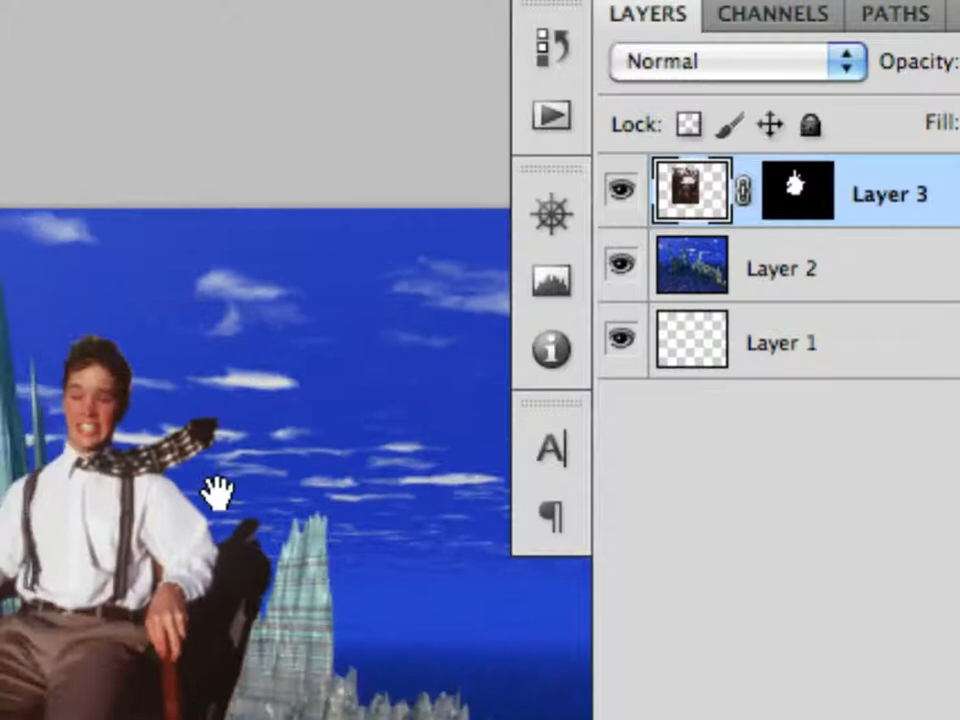 LAYERS CHANNELS PATHS
Normal Opacity:
Lock: Fill:
Layer 3
Layer 2
Layer 1
A